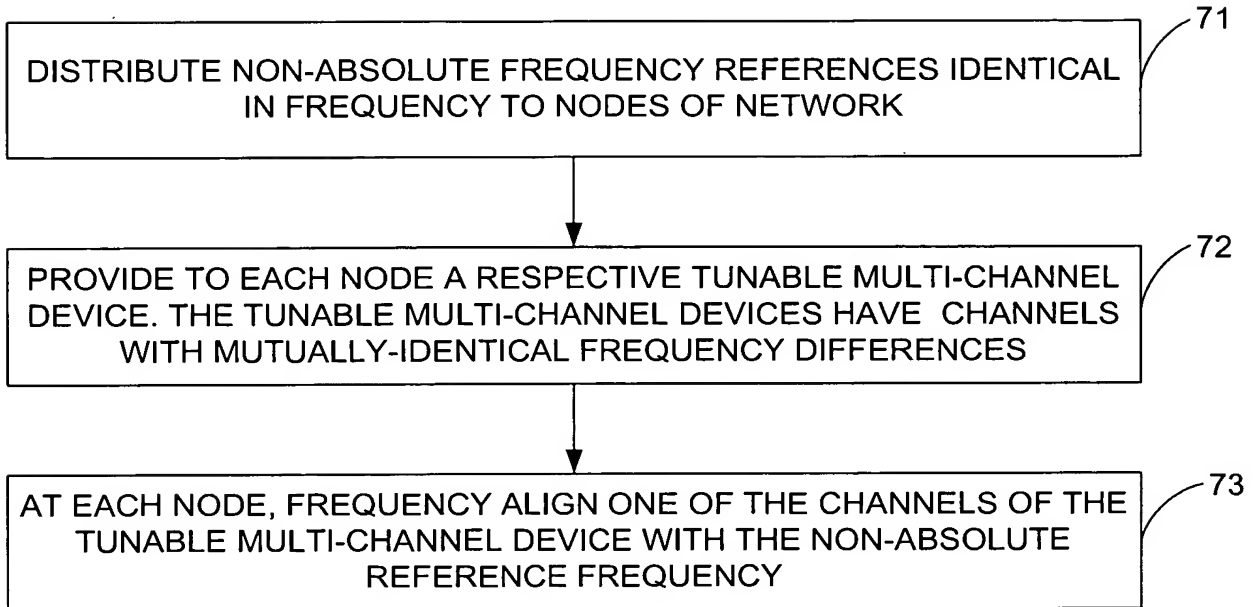 71
DISTRIBUTE NON-ABSOLUTE FREQUENCY REFERENCES IDENTICAL
IN FREQUENCY TO NODES OF NETWORK
72
PROVIDE TO EACH NODE A RESPECTIVE TUNABLE MULTI-CHANNEL
DEVICE. THE TUNABLE MULTI-CHANNEL DEVICES HAVE CHANNELS
WITH MUTUALLY-IDENTICAL FREQUENCY DIFFERENCES
73
AT EACH NODE, FREQUENCY ALIGN ONE OF THE CHANNELS OF THE
TUNABLE MULTI-CHANNEL DEVICE WITH THE NON-ABSOLUTE
REFERENCE FREQUENCY